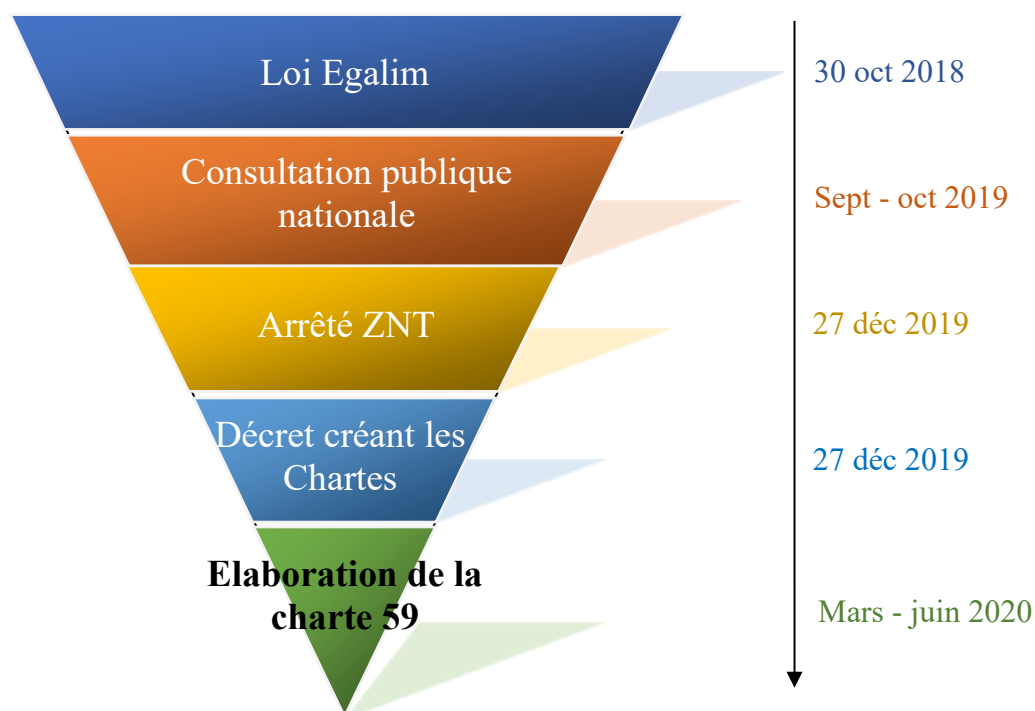 Loi Egalim
30 oct 2018
Consultation publique
nationale
Sept - oct 2019
Arrêté ZNT
27 déc 2019
Décret créant les
Chartes
27 déc 2019
Elaboration de la
charte 59
Mars - juin 2020